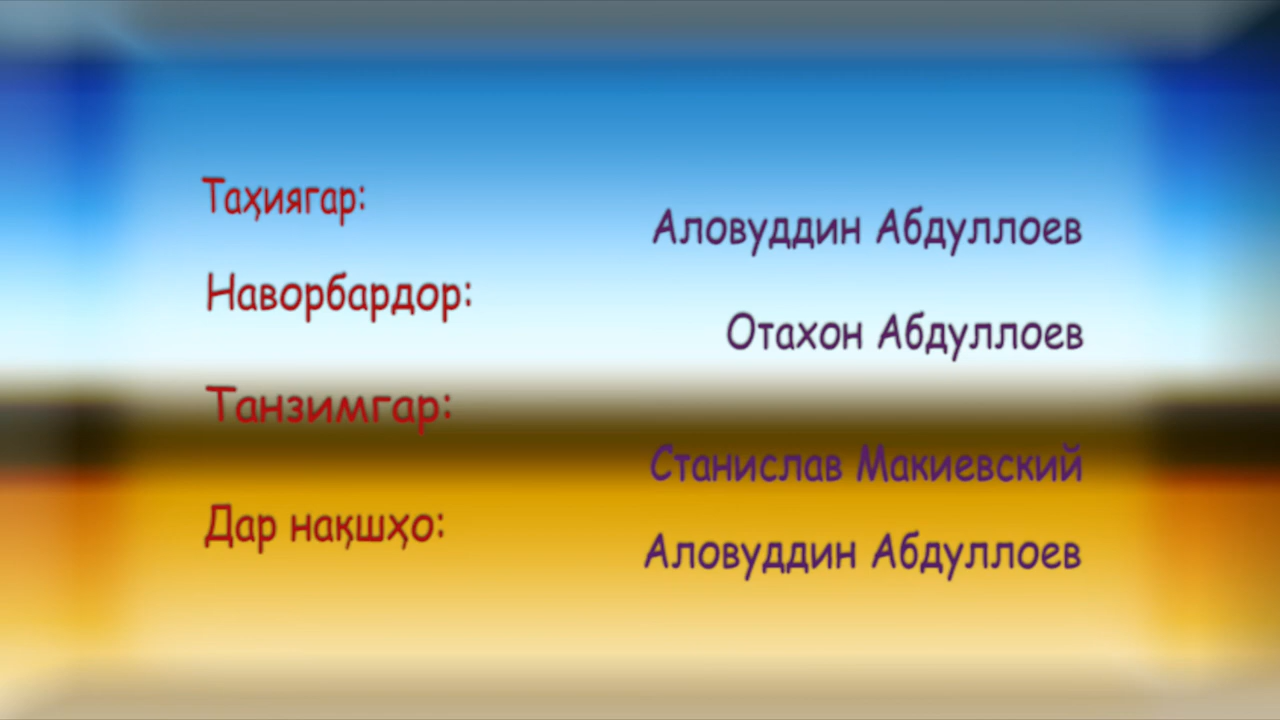 Таҳиягар:
Аловуддин Абдуллоев
Наворбардор:
Отахон Абдуллоев
Танзимгар:
Станислав Макиевский
Дар нақшҳо:
Аловуддин Абдуллоев